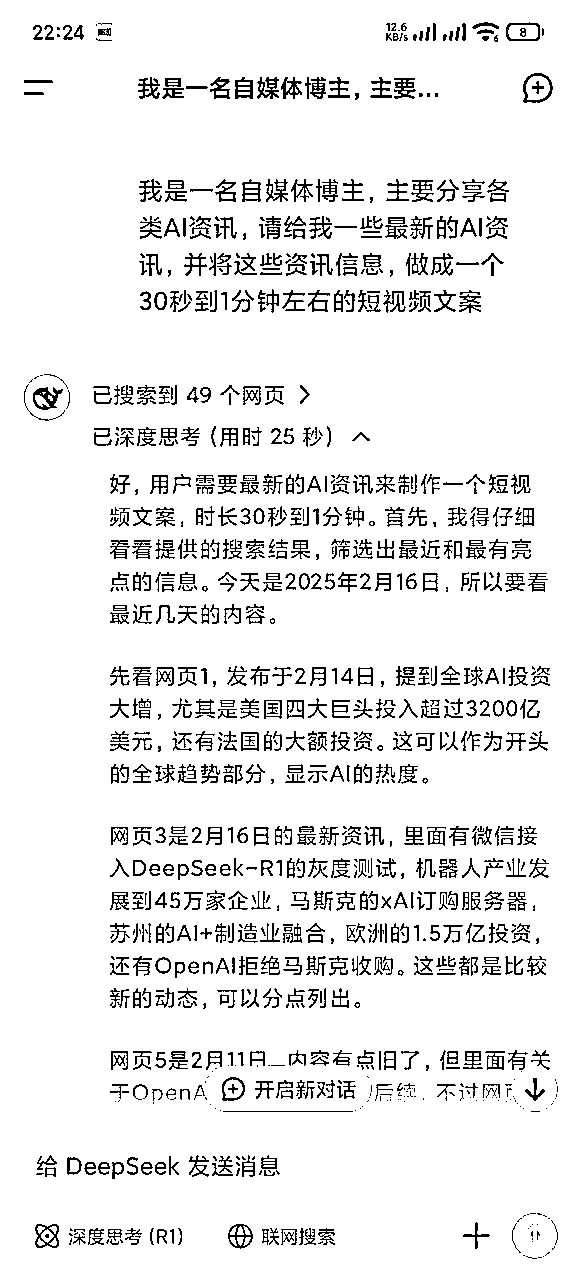 22:24
12.6 KB/s
6
8
我是一名自媒体博主，主要...
我是一名自媒体博主，主要分享各
类AI资讯，请给我一些最新的AI资
讯，并将这些资讯信息，做成一个
30秒到1分钟左右的短视频文案
已搜索到 49 个网页
已深度思考（用时 25 秒）
好，用户需要最新的AI资讯来制作一个短视
频文案，时长30秒到1分钟。首先，我得仔细
看看提供的搜索结果，筛选出最近和最有亮
点的信息。今天是2025年2月16日，所以要看
最近几天的内容。
先看网页1，发布于2月14日，提到全球AI投资
大增，尤其是美国四大巨头投入超过3200亿
美元，还有法国的大额投资。这可以作为开头
的全球趋势部分，显示AI的热度。
网页3是2月16日的最新资讯，里面有微信接
入DeepSeek-R1的灰度测试，机器人产业发
展到45万家企业，马斯克的xAI订购服务器，
苏州的AI+制造业融合，欧洲的1.5万亿投资，
还有OpenAI拒绝马斯克收购。这些都是比较
新的动态，可以分点列出。
网页5是2月11日，内容有点旧了，但里面有关
于OpenA 开启新对话 后续，不过网页
给 DeepSeek 发送消息
深度思考 (R1) 联网搜索